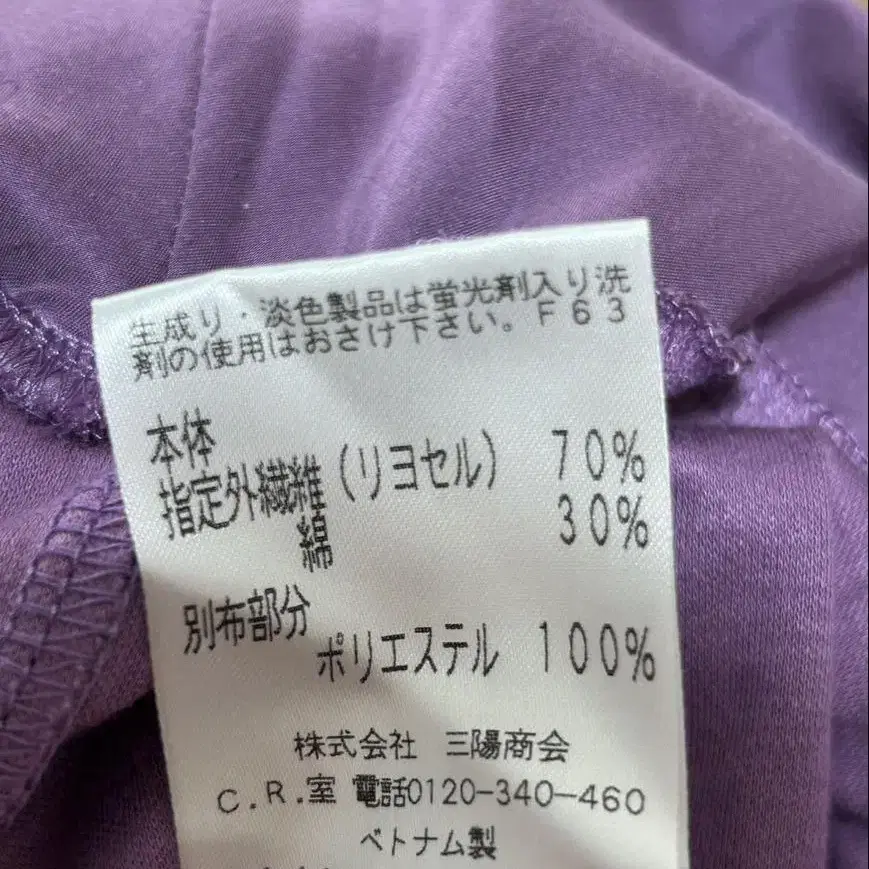 生成り・淡色製品は蛍光剤入り洗
剤の使用はおさけ下さい。F63
本体
指定外繊維(リヨセル) 70%
綿 30%
別布部分
ポリエステル 100%
株式会社 三陽商会
C.R.室 電話0120-340-460
ベトナム製